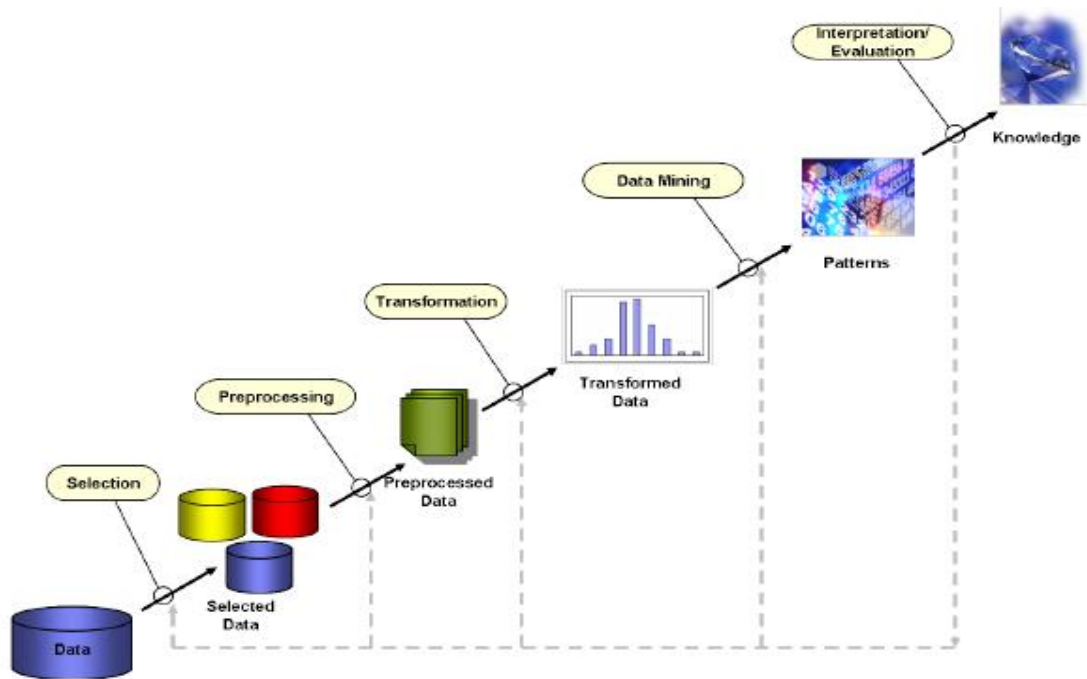 Interpretation/
Evaluation
Knowledge
Data Mining
Patterns
Transformation
Transformed
Data
Preprocessing
Preprocessed
Data
Selection
Selected
Data
Data